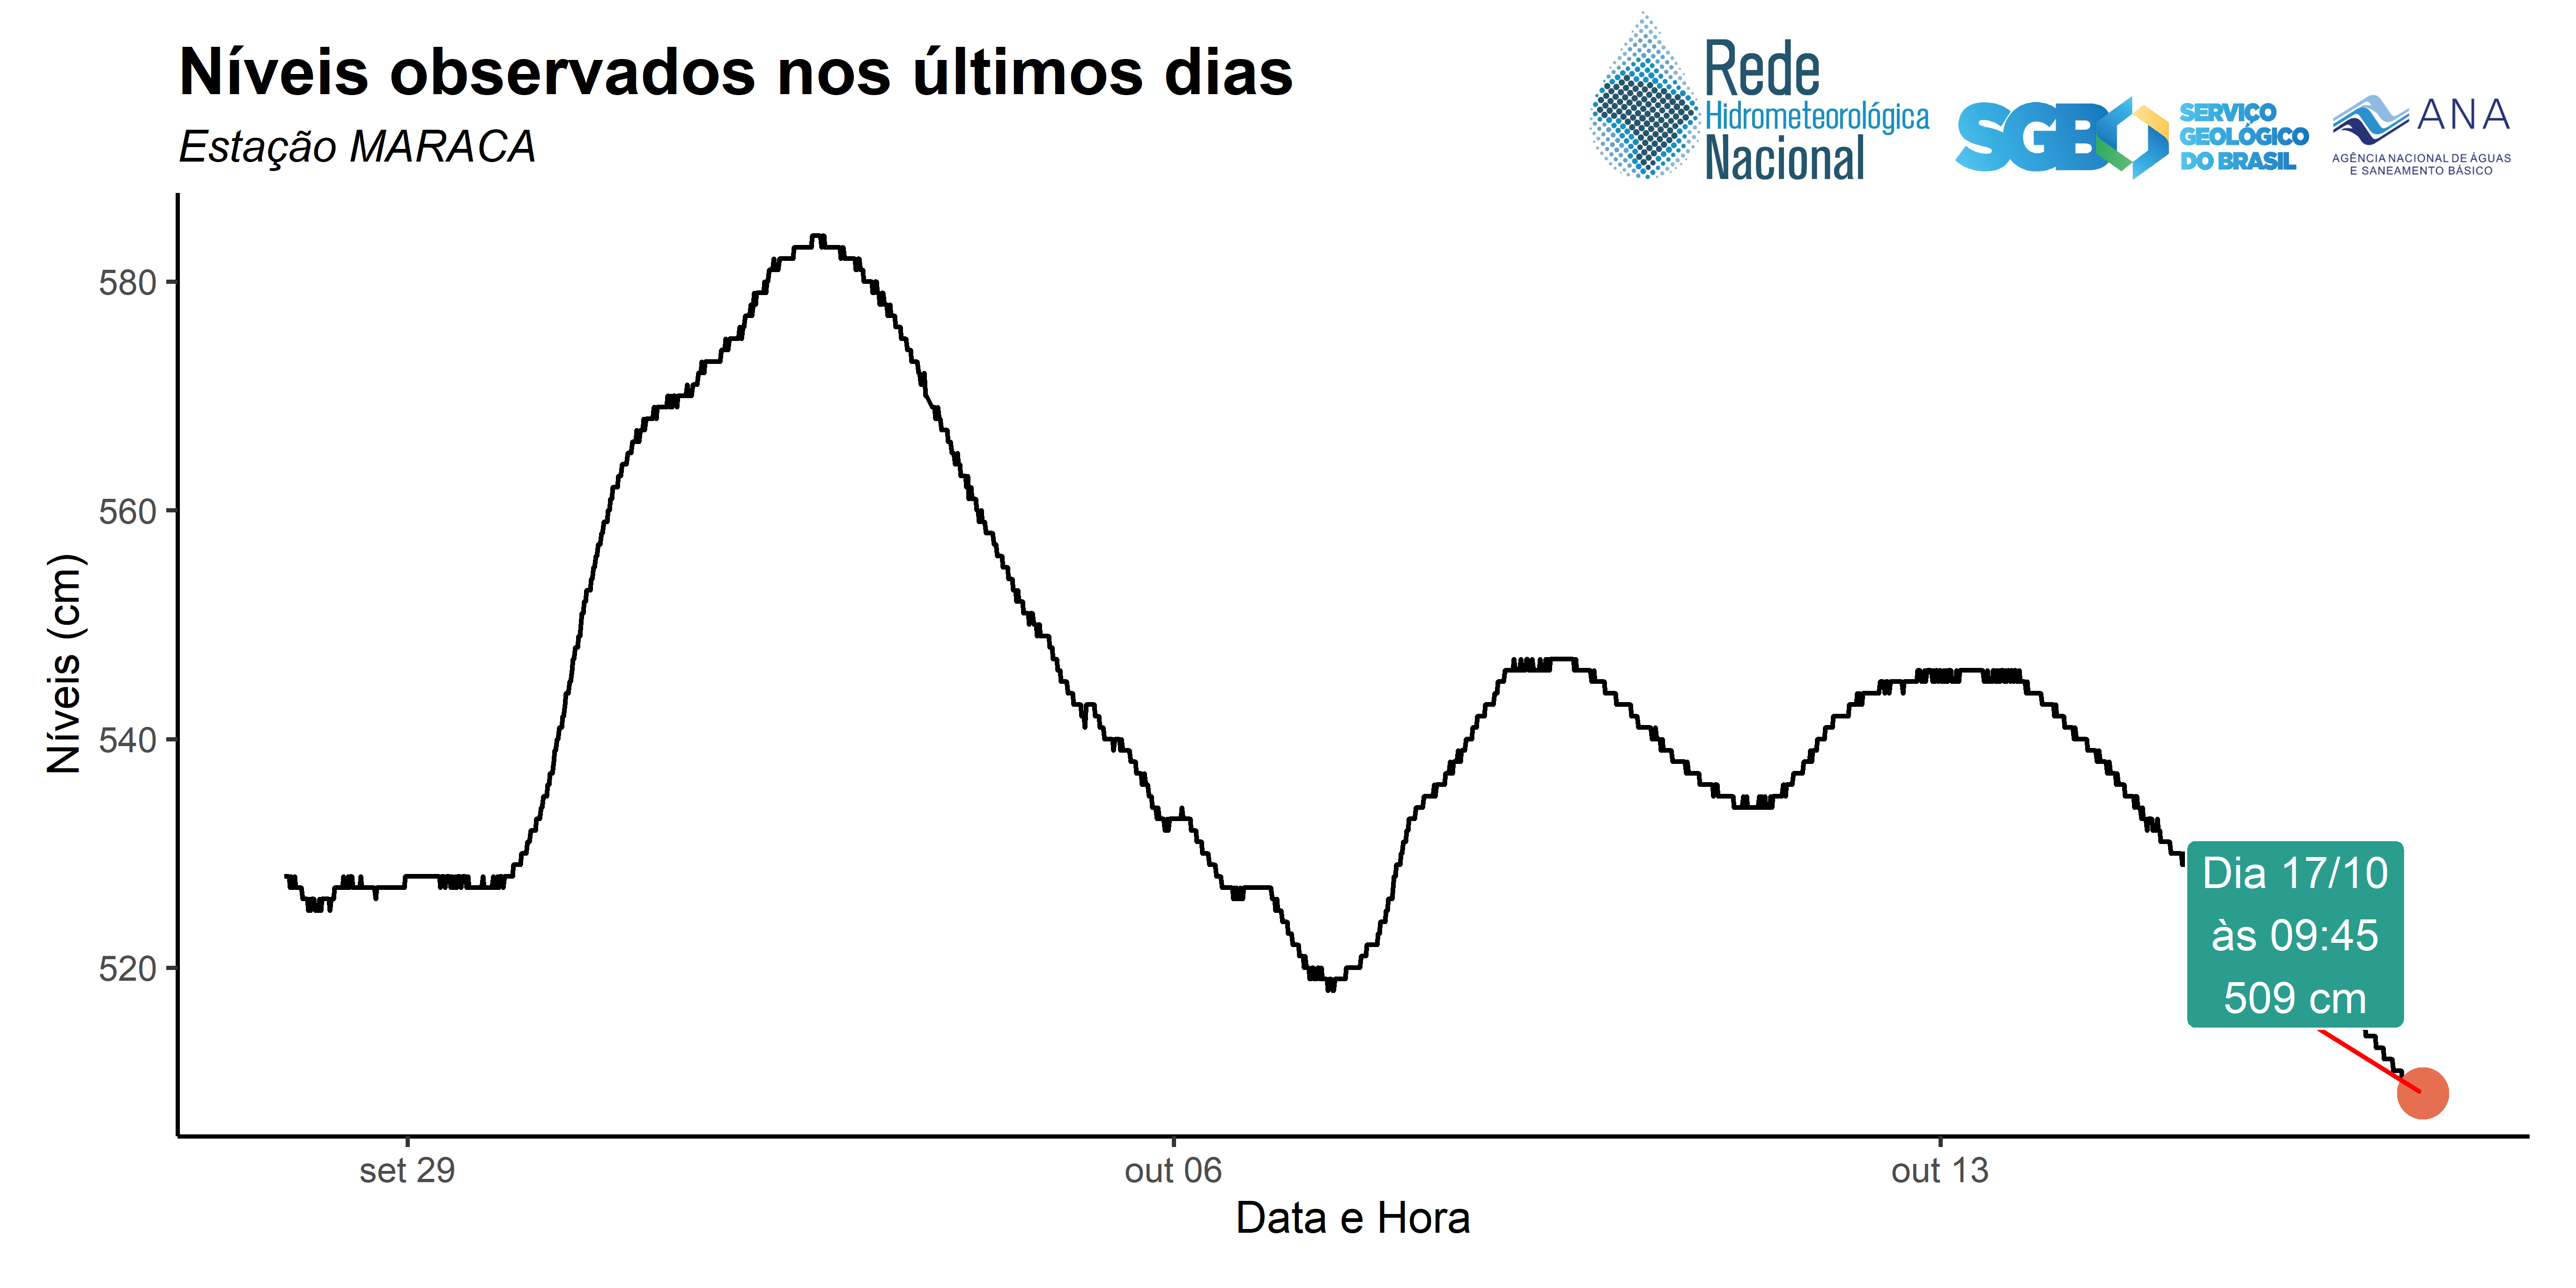 Níveis observados nos últimos dias
Estação MARACA
Rede
Hidrometeorológica
Nacional
SGB
SERVIÇO
GEOLÓGICO
DO BRASIL
ANA
AGÊNCIA NACIONAL DE ÁGUAS
E SANEAMENTO BÁSICO
Níveis (cm)
580
560
540
520
Dia 17/10
às 09:45
509 cm
set 29
out 06
out 13
Data e Hora